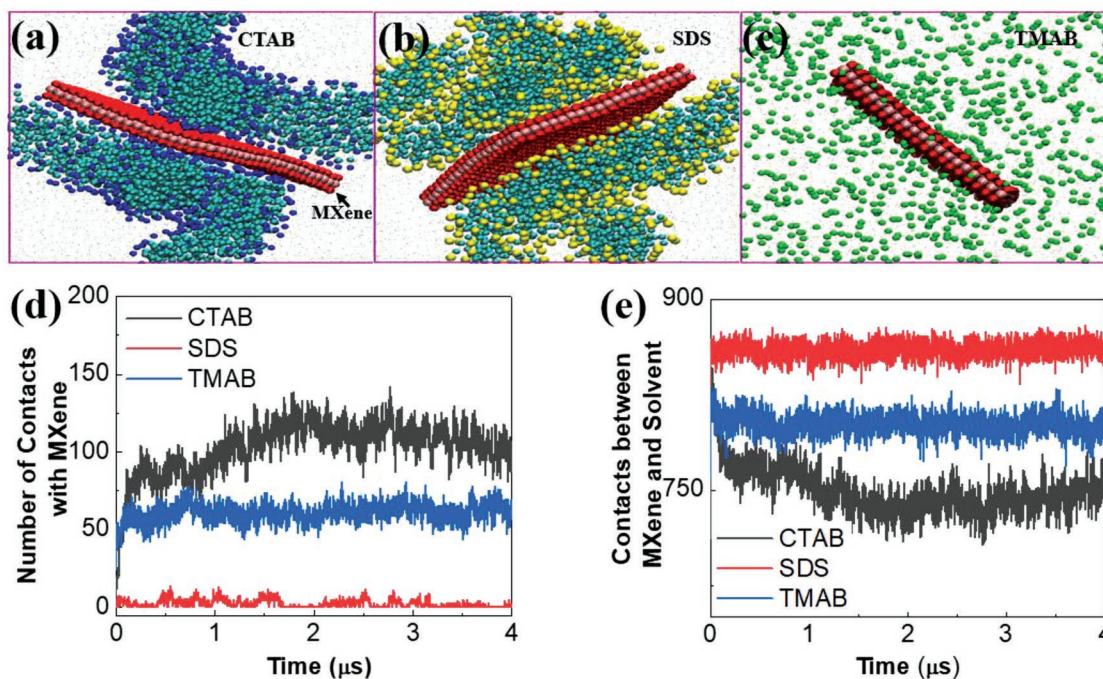 (a)
CTAB
MXene
(b)
SDS
(c)
TMAB
(d)
200
150
100
50
0
Number of Contacts
with MXene
CTAB
SDS
TMAB
0
1
2
3
4
Time (μs)
(e)
900
750
Contacts between
MXene and Solvent
CTAB
SDS
TMAB
0
1
2
3
4
Time (μs)